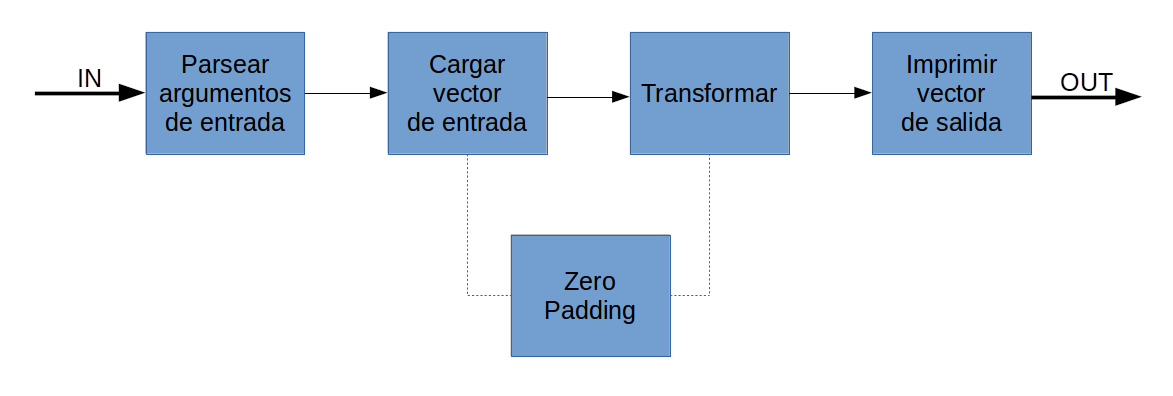 IN
Parsear
argumentos
de entrada
Cargar
vector
de entrada
Transformar
Imprimir
vector
de salida
OUT
Zero
Padding